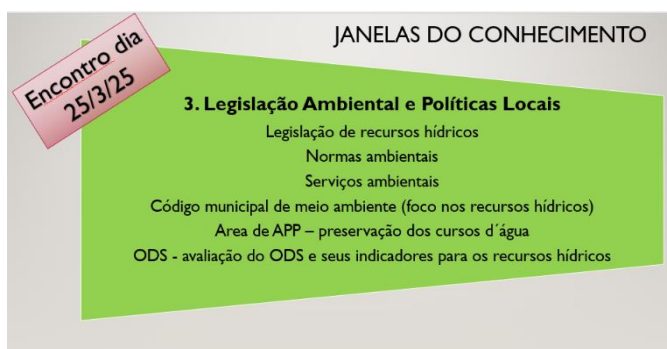 JANELAS DO CONHECIMENTO
Encontro dia
25/3/25
3. Legislação Ambiental e Políticas Locais
Legislação de recursos hídricos
Normas ambientais
Serviços ambientais
Código municipal de meio ambiente (foco nos recursos hídricos)
Area de APP – preservação dos cursos d´água
ODS - avaliação do ODS e seus indicadores para os recursos hídricos